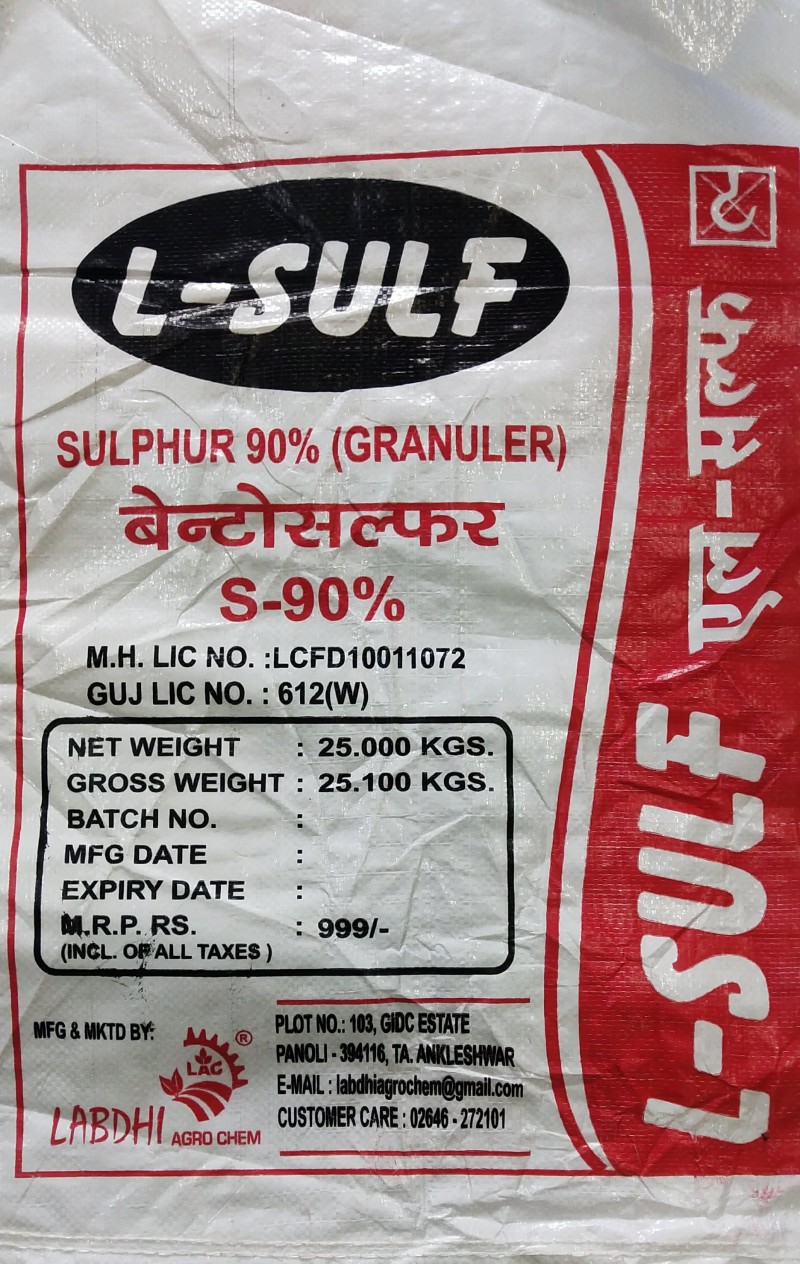 L-SULF
SULPHUR 90% (GRANULER)
बेन्टोसल्फर
S-90%
M.H. LIC NO. :LCFD10011072
GUJ LIC NO. : 612(W)
NET WEIGHT : 25.000 KGS.
GROSS WEIGHT : 25.100 KGS.
BATCH NO. :
MFG DATE :
EXPIRY DATE :
M.R.P. RS. : 999/-
(INCL. OF ALL TAXES )
MFG & MKTD BY:
LAC ®
LABDHI AGRO CHEM
PLOT NO.: 103, GIDC ESTATE
PANOLI - 394116, TA. ANKLESHWAR
E-MAIL : labdhiagrochem@gmail.com
CUSTOMER CARE : 02646 - 272101
L-SULF एल-सल्फ